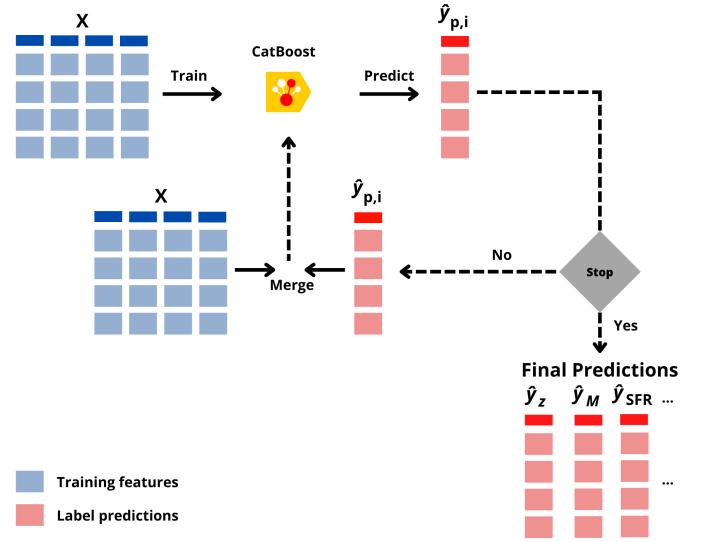 X
ŷp,i
CatBoost
Train
Predict
X
ŷp,i
No
Stop
Merge
Yes
Final Predictions
ŷz ŷM ŷSFR ...
...
Training features
Label predictions